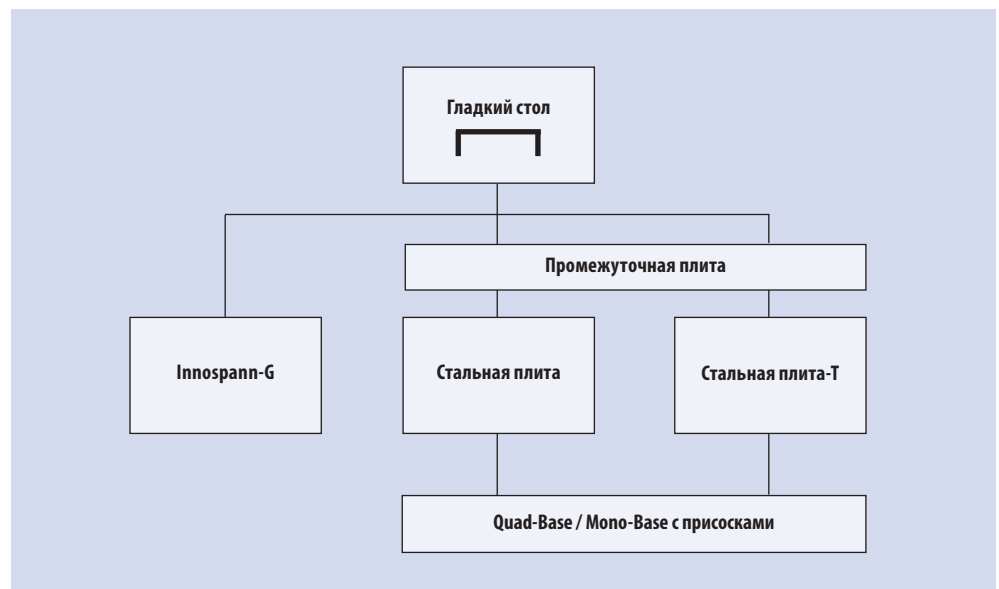 Гладкий стол
Промежуточная плита
Innospann-G
Стальная плита
Стальная плита-Т
Quad-Base / Mono-Base с присосками